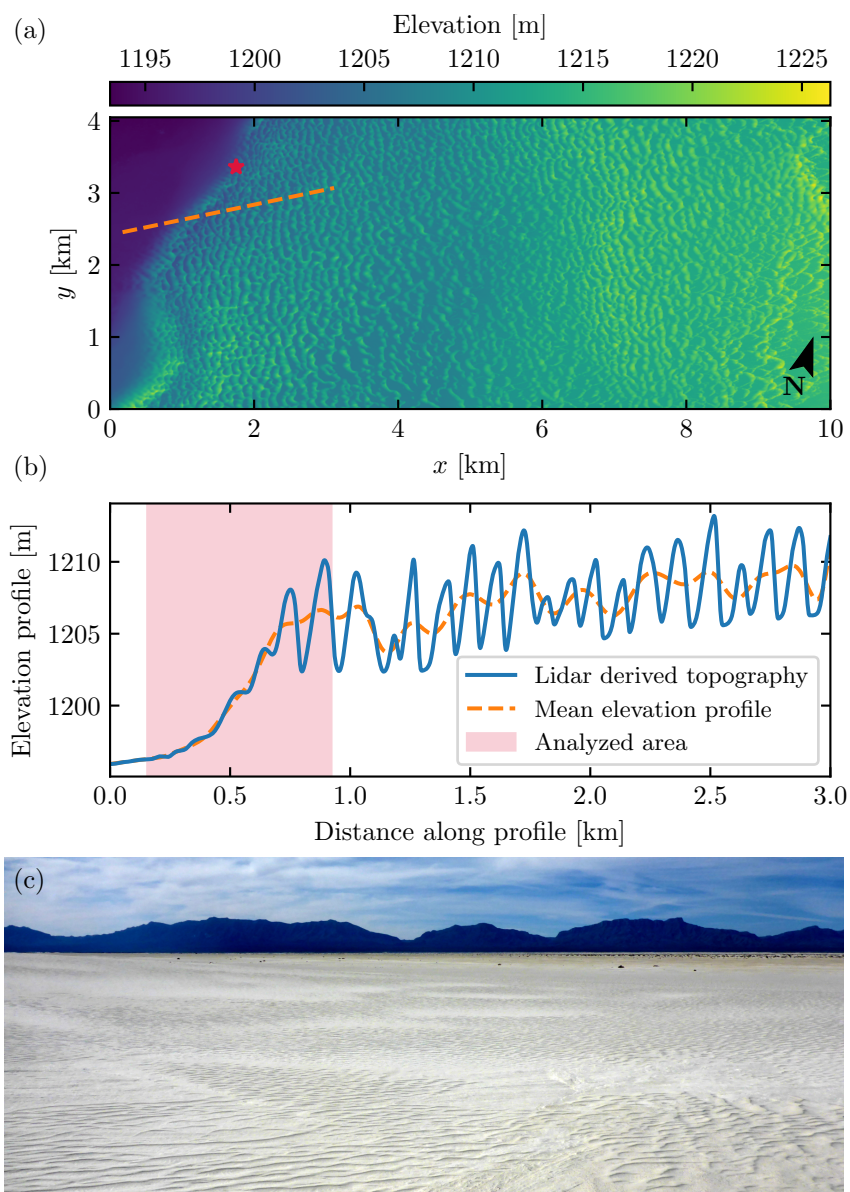 (a)
Elevation [m]
1195 1200 1205 1210 1215 1220 1225
4
3
2
1
0
y [km]
N
0 2 4 6 8 10
x [km]
(b)
Elevation profile [m]
1210
1205
1200
Lidar derived topography
Mean elevation profile
Analyzed area
0.0 0.5 1.0 1.5 2.0 2.5 3.0
Distance along profile [km]
(c)